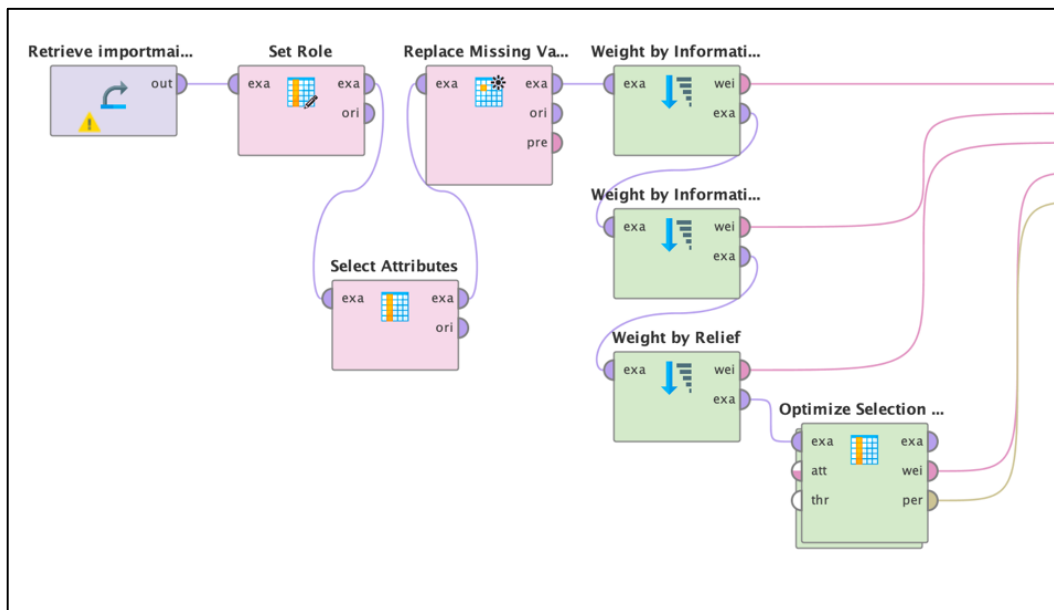 Retrieve importmai...
out
Set Role
exa
exa
ori
Select Attributes
exa
exa
ori
Replace Missing Va...
exa
exa
ori
pre
Weight by Informati...
exa
wei
exa
Weight by Informati...
exa
wei
exa
Weight by Relief
exa
wei
exa
Optimize Selection ...
exa
exa
att
wei
thr
per